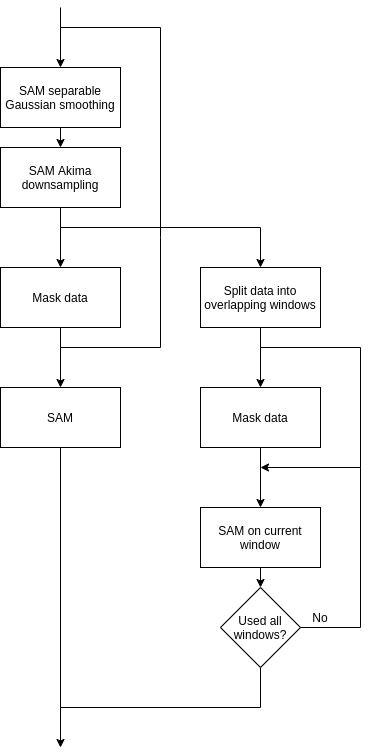 SAM separable
Gaussian smoothing
SAM Akima
downsampling
Mask data
Split data into
overlapping windows
SAM
Mask data
SAM on current
window
Used all
windows?
No